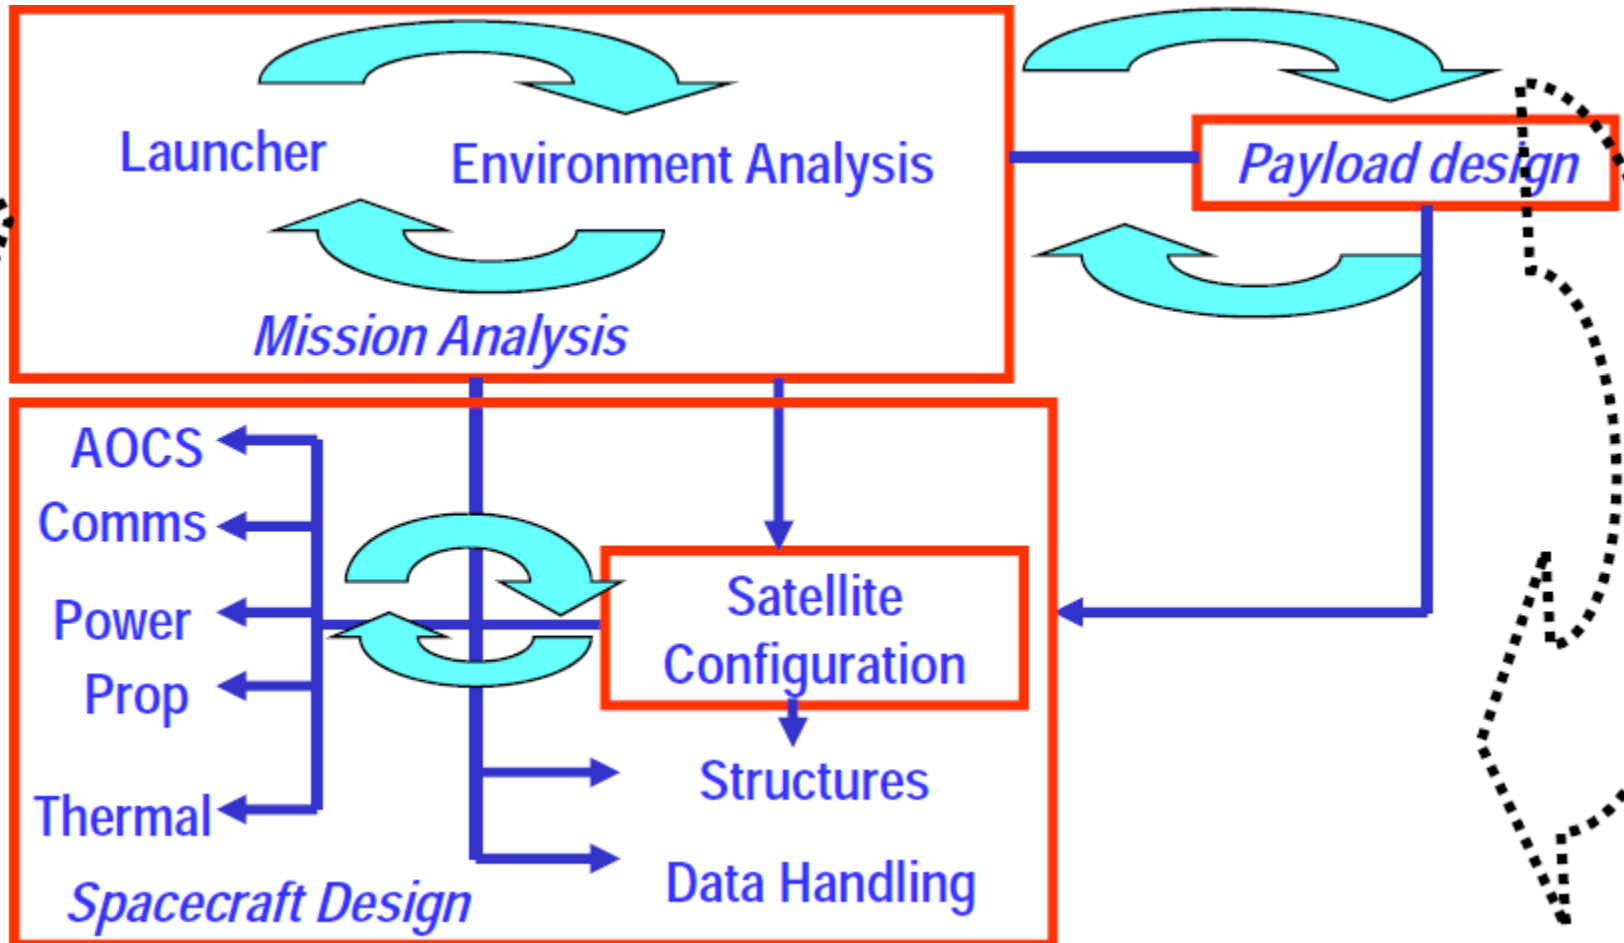 Launcher
Environment Analysis
Payload design
Mission Analysis
AOCS
Comms
Power
Prop
Thermal
Satellite
Configuration
Structures
Data Handling
Spacecraft Design